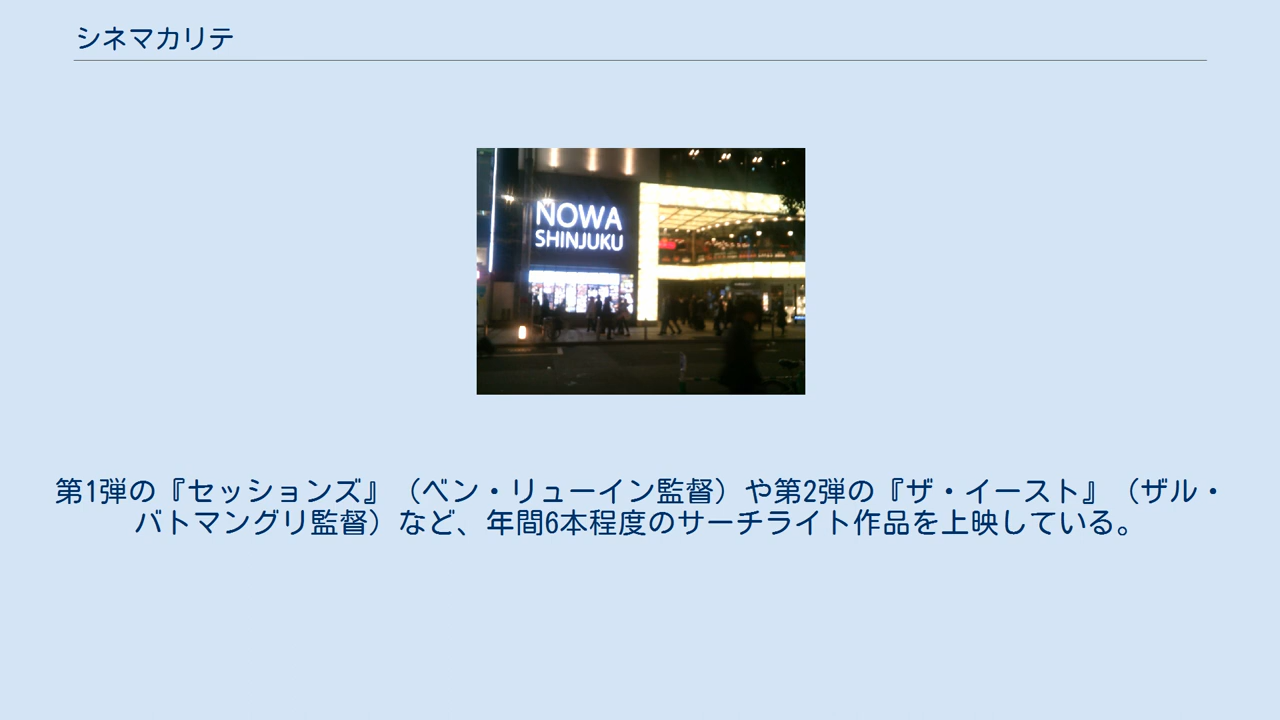 シネマカリテ
NOWA
SHINJUKU
第1弾の『セッションズ』（ベン・リューイン監督）や第2弾の『ザ・イースト』（ザル・
バトマングリ監督）など、年間6本程度のサーチライト作品を上映している。